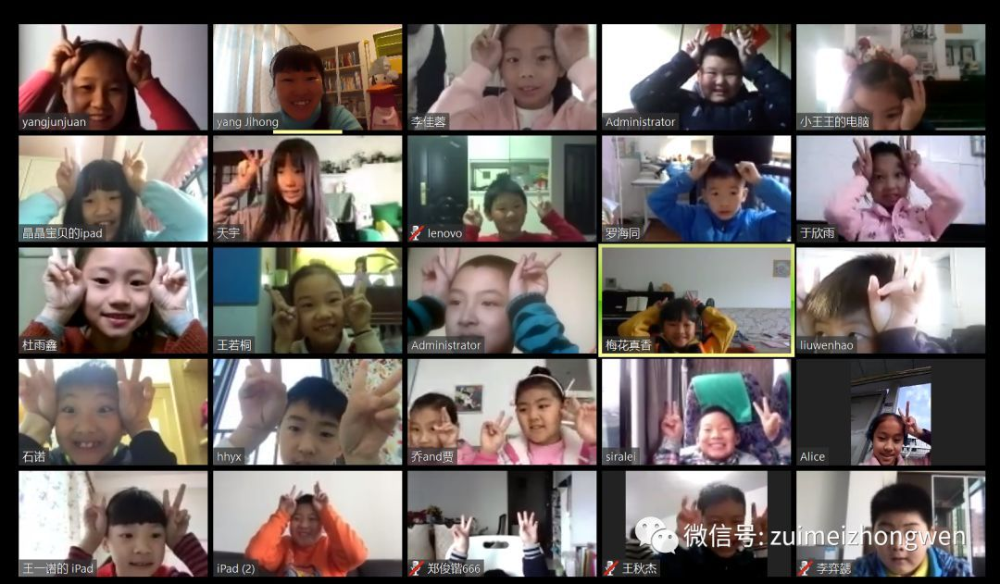 yangjunjuan
yang Jihong
李佳蓉
Administrator
小王王的电脑
晶晶宝贝的ipad
天宇
lenovo
罗海同
于欣雨
杜雨鑫
王若桐
Administrator
梅花真香
liuwenhao
石诺
hhyx
乔and贾
siralei
Alice
王一谱的 iPad
iPad (2)
郑俊锴666
王秋杰
李弈
微信号: zuimeizhongwen